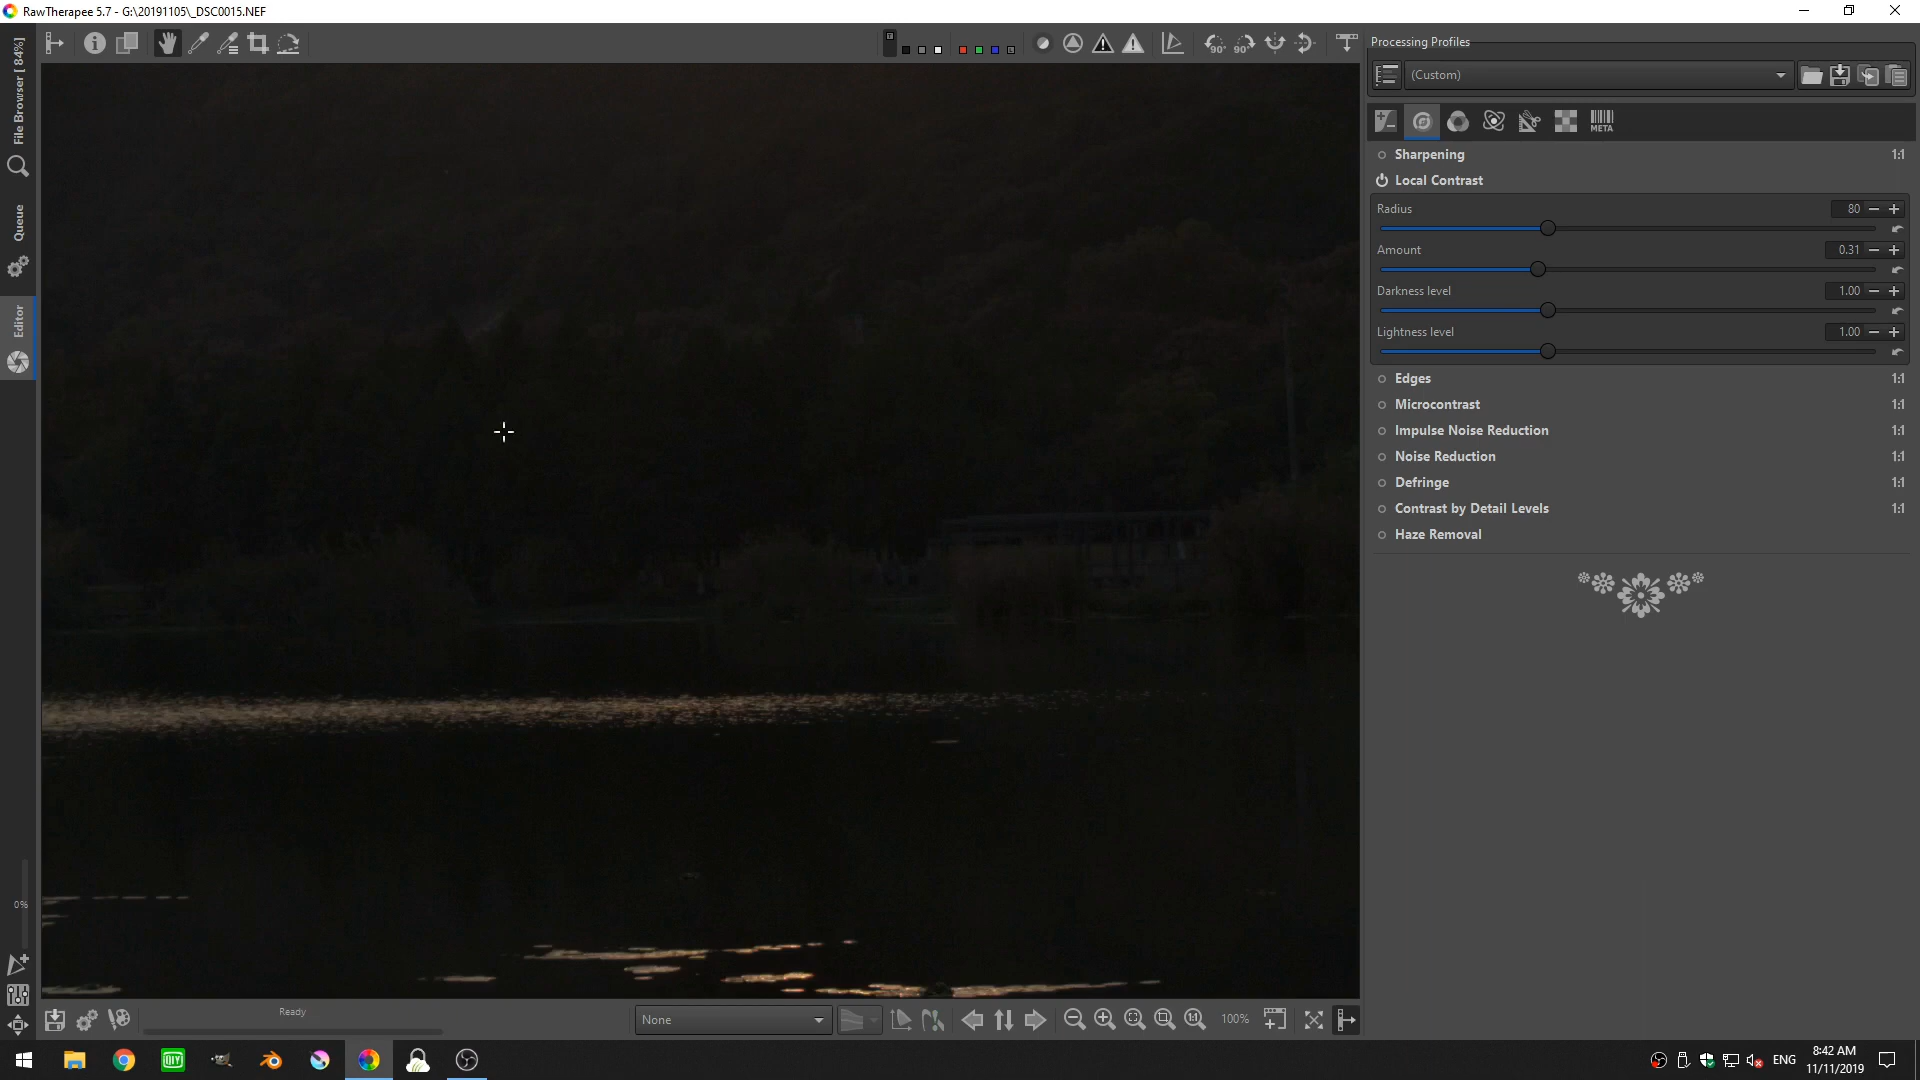 RawTherapee 5.7 - G:\20191105\_DSC0015.NEF
File Browser [ 84%]
Queue
Editor
0%
90°
90°
Processing Profiles
(Custom)
META
Sharpening 1:1
Local Contrast
Radius 80
Amount 0.31
Darkness level 1.00
Lightness level 1.00
Edges 1:1
Microcontrast 1:1
Impulse Noise Reduction 1:1
Noise Reduction 1:1
Defringe 1:1
Contrast by Detail Levels 1:1
Haze Removal
Ready
None
100%
QIYI
ENG
8:42 AM
11/11/2019